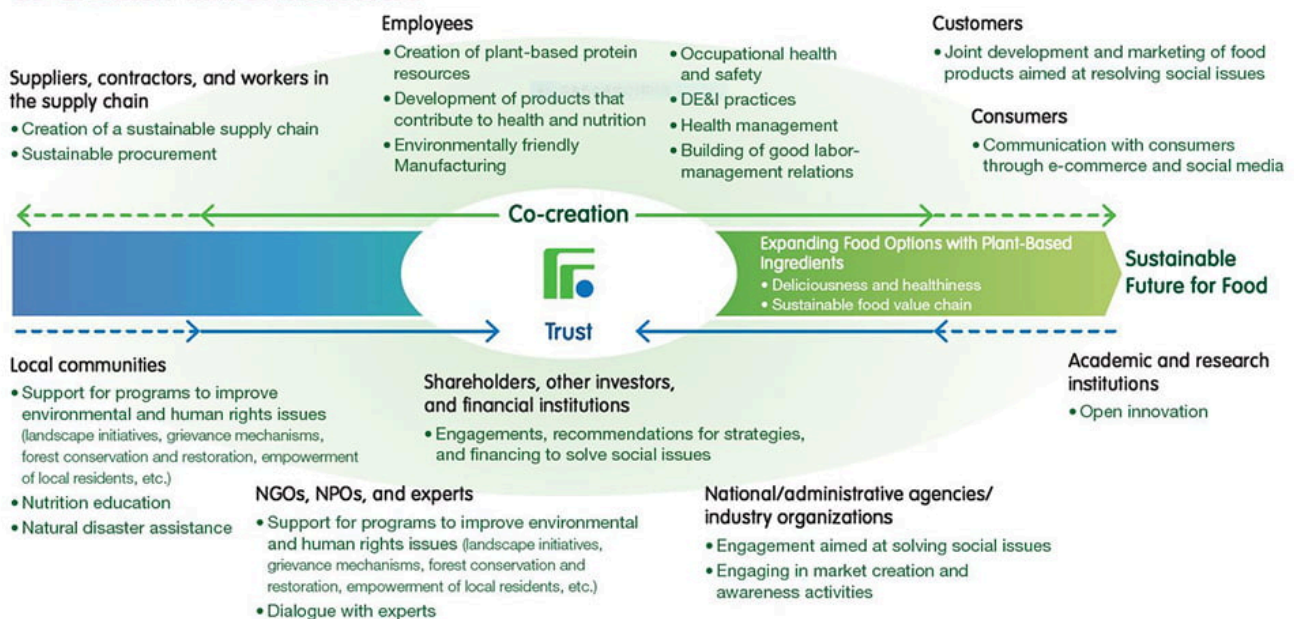 Employees
• Creation of plant-based protein
resources
• Development of products that
contribute to health and nutrition
• Environmentally friendly
Manufacturing
• Occupational health
and safety
• DE&I practices
• Health management
• Building of good labor-
management relations
Customers
• Joint development and marketing of food
products aimed at resolving social issues
Suppliers, contractors, and workers in
the supply chain
• Creation of a sustainable supply chain
• Sustainable procurement
Consumers
• Communication with consumers
through e-commerce and social media
Co-creation
Expanding Food Options with Plant-Based
Ingredients
• Deliciousness and healthiness
• Sustainable food value chain
Sustainable
Future for Food
Trust
Local communities
• Support for programs to improve
environmental and human rights issues
(landscape initiatives, grievance mechanisms,
forest conservation and restoration, empowerment
of local residents, etc.)
• Nutrition education
• Natural disaster assistance
Shareholders, other investors,
and financial institutions
• Engagements, recommendations for strategies,
and financing to solve social issues
Academic and research
institutions
• Open innovation
NGOs, NPOs, and experts
• Support for programs to improve environmental
and human rights issues (landscape initiatives,
grievance mechanisms, forest conservation and
restoration, empowerment of local residents, etc.)
• Dialogue with experts
National/administrative agencies/
industry organizations
• Engagement aimed at solving social issues
• Engaging in market creation and
awareness activities